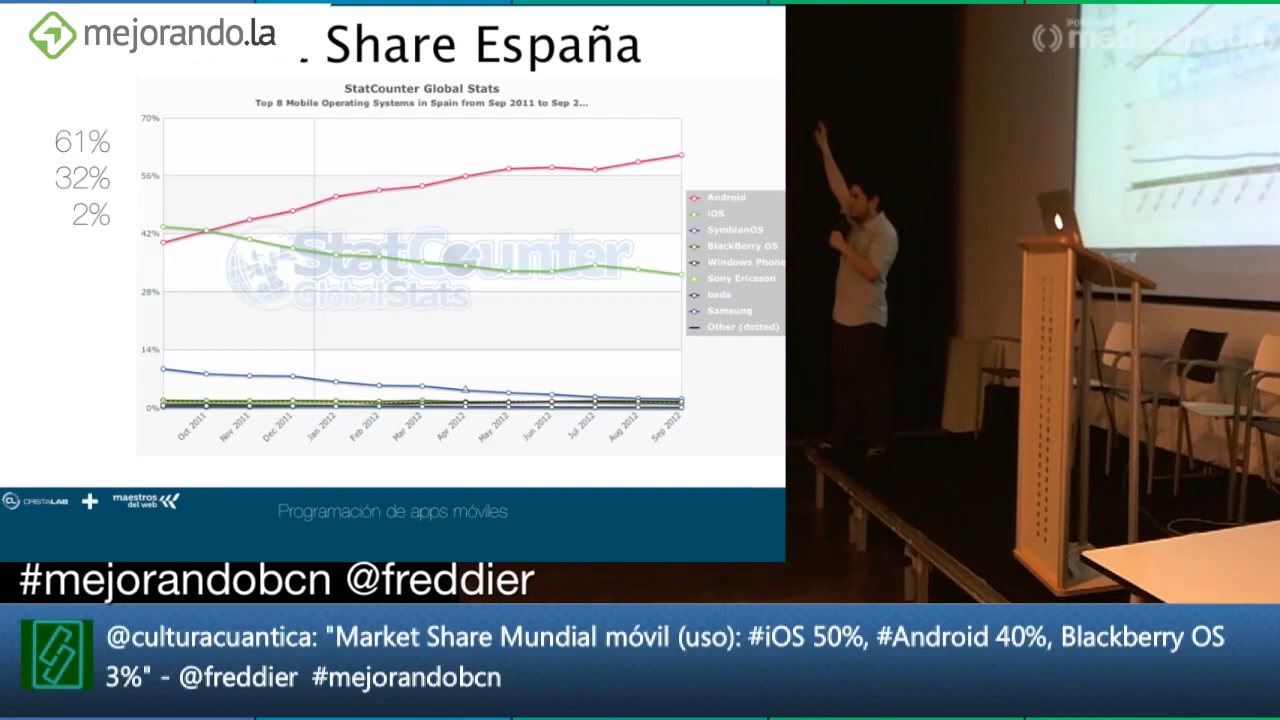 mejorando.la
Share España
StatCounter Global Stats
Top 8 Mobile Operating Systems in Spain from Sep 2011 to Sep 2...
61%
32%
2%
70%
56%
42%
28%
14%
0%
StatCounter
GlobalStats
Android
iOS
SymbianOS
BlackBerry OS
Windows Phone
Sony Ericsson
bada
Samsung
Other (dotted)
Oct 2011
Nov 2011
Dec 2011
Jan 2012
Feb 2012
Mar 2012
Apr 2012
May 2012
Jun 2012
Jul 2012
Aug 2012
Sep 2012
CL CRISTALAB + maestros
del web
Programación de apps móviles
#mejorandobcn @freddier
@culturacuantica: "Market Share Mundial móvil (uso): #iOS 50%, #Android 40%, Blackberry OS
3%" - @freddier #mejorandobcn